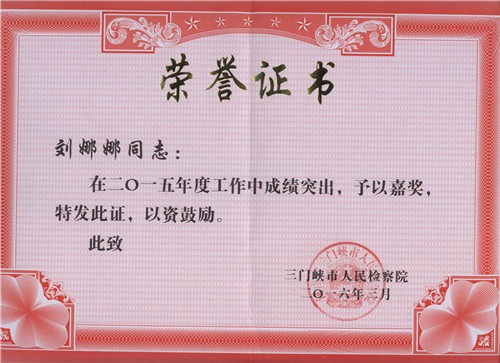 荣誉证书
刘娜娜同志：
在二〇一五年度工作中成绩突出，予以嘉奖，
特发此证，以资鼓励。
此致
三门峡市人民检察院
二〇一六年三月